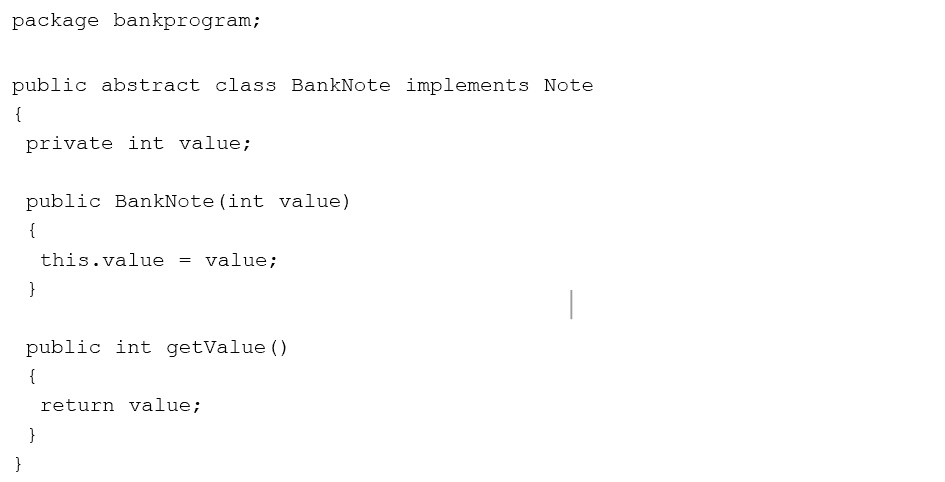 package bankprogram;
public abstract class BankNote implements Note
{
private int value;
public BankNote(int value)
{
this.value = value;
}
public int getValue()
{
return value;
}
}